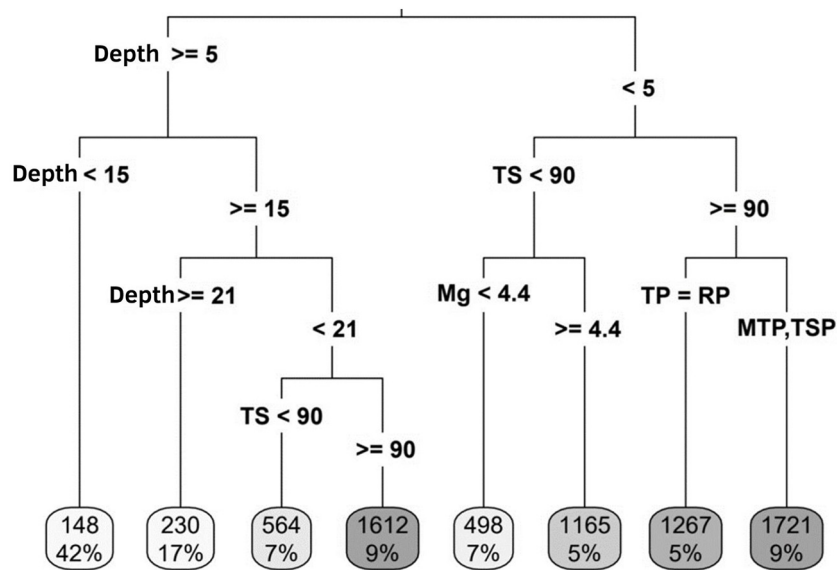 Depth >= 5
< 5
Depth < 15
TS < 90
>= 15
>= 90
Depth>= 21
Mg < 4.4
TP = RP
< 21
>= 4.4
MTP,TSP
TS < 90
>= 90
148
42%
230
17%
564
7%
1612
9%
498
7%
1165
5%
1267
5%
1721
9%